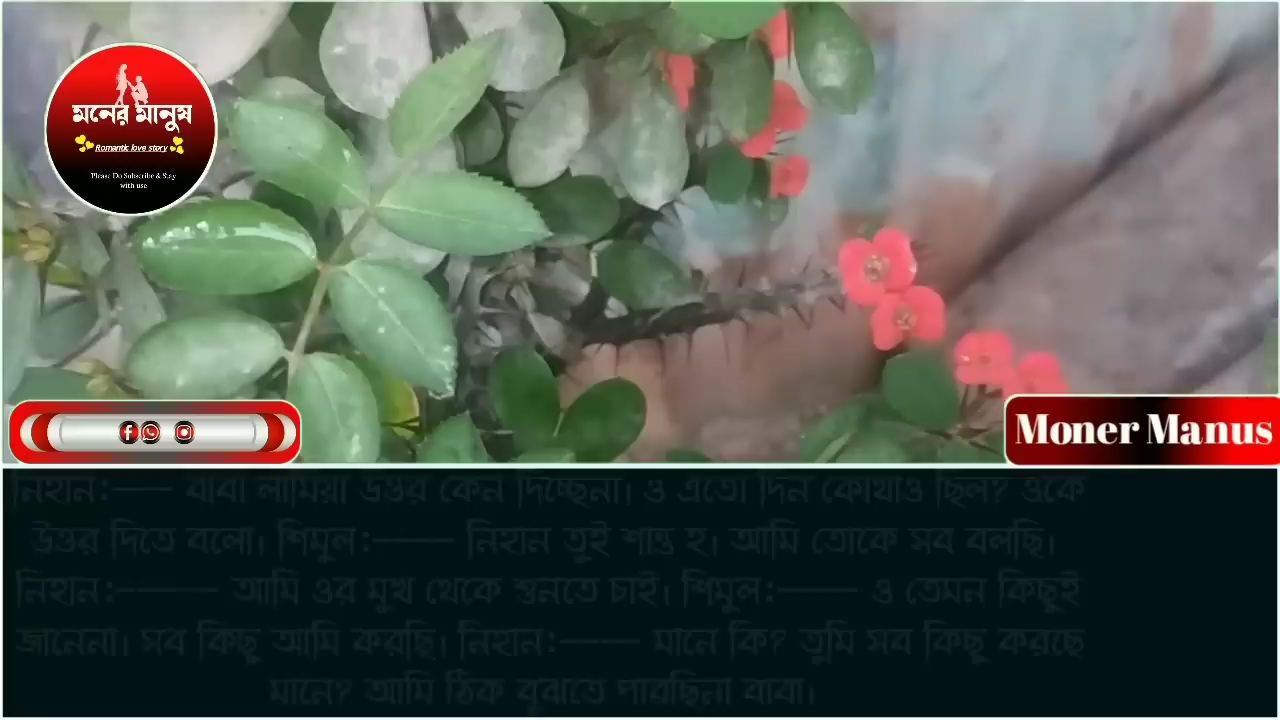 মনের মানুষ
Romantic love story
Please Do Subscribe & Stay
with use
Moner Manus
নিহান:—— বাবা লামিয়া উত্তর কেন দিচ্ছেনা। ও এতো দিন কোথাও ছিল? ওকে
উত্তর দিতে বলো। শিমুল:——— নিহান তুই শান্ত হ। আমি তোকে সব বলছি।
নিহান:———— আমি ওর মুখ থেকে শুনতে চাই। শিমুল:——— ও তেমন কিছুই
জানেনা। সব কিছু আমি করছি। নিহান:——— মানে কি? তুমি সব কিছু করছে
মানে? আমি ঠিক বুঝতে পারছিনা বাবা।